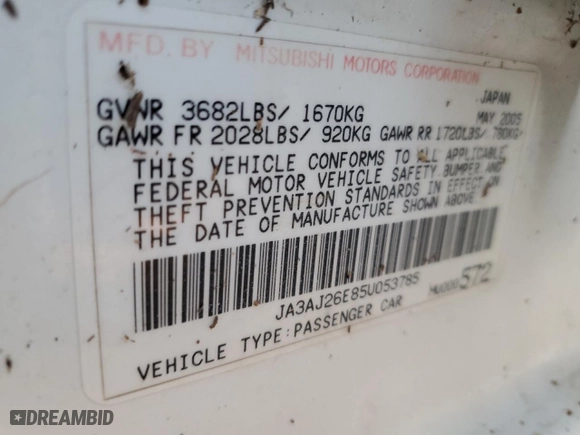 MFD. BY MITSUBISHI MOTORS CORPORATION
JAPAN
GVWR 3682LBS/ 1670KG MAY 2005
GAWR FR 2028LBS/ 920KG GAWR RR 1720LBS/ 780KG
THIS VEHICLE CONFORMS TO ALL APPLICABLE
FEDERAL MOTOR VEHICLE SAFETY BUMPER AND
THEFT PREVENTION STANDARDS IN EFFECT ON
THE DATE OF MANUFACTURE SHOWN ABOVE.
JA3AJ26E85U053785
MU000572
VEHICLE TYPE:PASSENGER CAR
DREAMBID